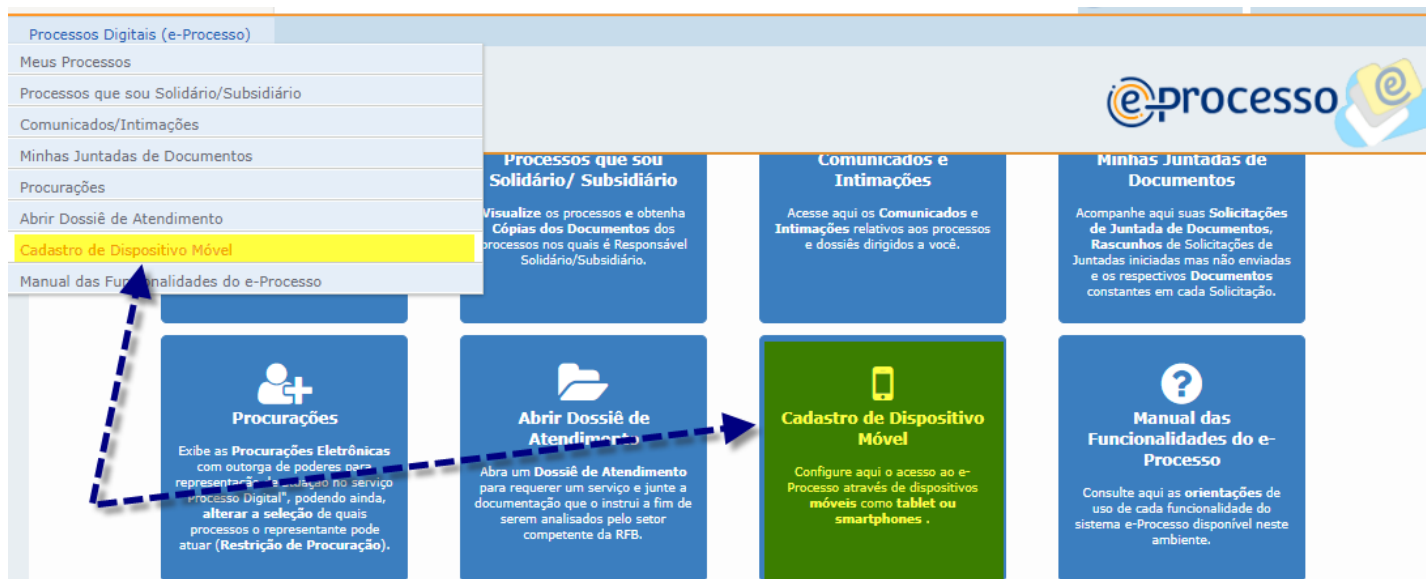 Processos Digitais (e-Processo)
Meus Processos
Processos que sou Solidário/Subsidiário
Comunicados/Intimações
Minhas Juntadas de Documentos
Procurações
Abrir Dossiê de Atendimento
Cadastro de Dispositivo Móvel
Manual das Funcionalidades do e-Processo
e-processo
Processos que sou
Solidário/ Subsidiário
Visualize os processos e obtenha
Cópias dos Documentos dos
processos nos quais é Responsável
Solidário/Subsidiário.
Comunicados e
Intimações
Acesse aqui os Comunicados e
Intimações relativos aos processos
e dossiês dirigidos a você.
Minhas Juntadas de
Documentos
Acompanhe aqui suas Solicitações
de Juntada de Documentos,
Rascunhos de Solicitações de
Juntadas iniciadas mas não enviadas
e os respectivos Documentos
constantes em cada Solicitação.
Procurações
Exibe as Procurações Eletrônicas
com outorga de poderes para
representação de atuação no serviço
"Processo Digital", podendo ainda,
alterar a seleção de quais
processos o representante pode
atuar (Restrição de Procuração).
Abrir Dossiê de
Atendimento
Abra um Dossiê de Atendimento
para requerer um serviço e junte a
documentação que o instrui a fim de
serem analisados pelo setor
competente da RFB.
Cadastro de Dispositivo
Móvel
Configure aqui o acesso ao e-
Processo através de dispositivos
móveis como tablet ou
smartphones .
Manual das
Funcionalidades do e-
Processo
Consulte aqui as orientações de
uso de cada funcionalidade do
sistema e-Processo disponível neste
ambiente.